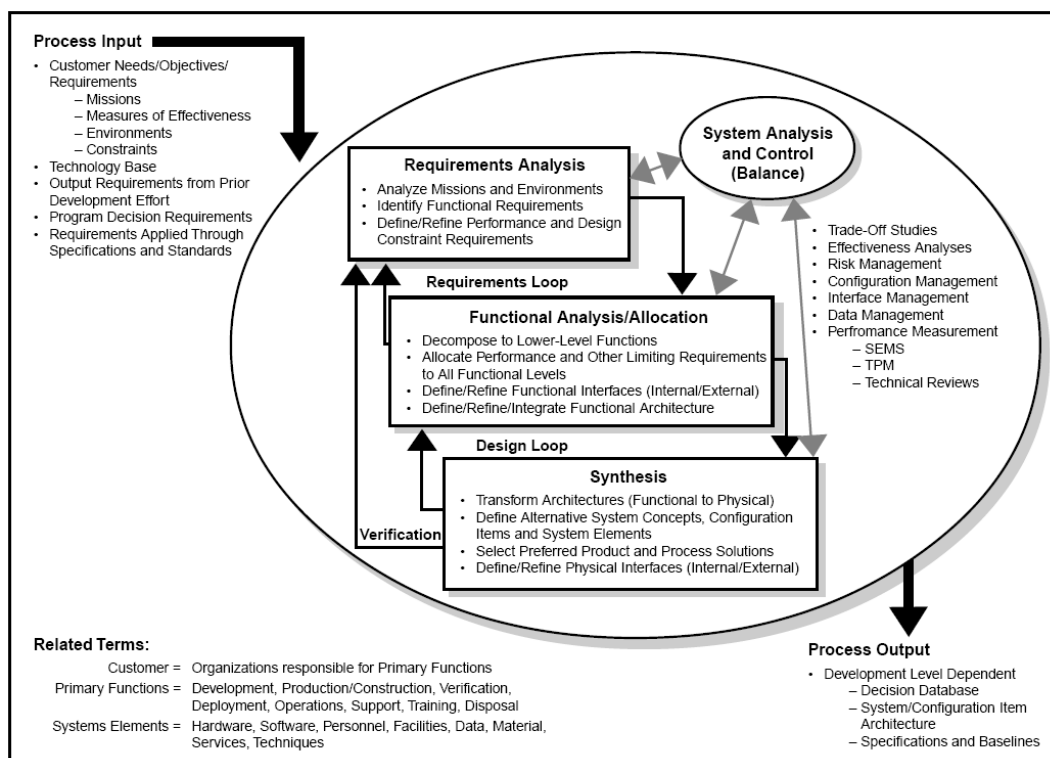 Process Input
• Customer Needs/Objectives/
Requirements
– Missions
– Measures of Effectiveness
– Environments
– Constraints
• Technology Base
• Output Requirements from Prior
Development Effort
• Program Decision Requirements
• Requirements Applied Through
Specifications and Standards
System Analysis
and Control
(Balance)
Requirements Analysis
• Analyze Missions and Environments
• Identify Functional Requirements
• Define/Refine Performance and Design
Constraint Requirements
• Trade-Off Studies
• Effectiveness Analyses
• Risk Management
• Configuration Management
• Interface Management
• Data Management
• Perfromance Measurement
– SEMS
– TPM
– Technical Reviews
Requirements Loop
Functional Analysis/Allocation
• Decompose to Lower-Level Functions
• Allocate Performance and Other Limiting Requirements
to All Functional Levels
• Define/Refine Functional Interfaces (Internal/External)
• Define/Refine/Integrate Functional Architecture
Design Loop
Synthesis
• Transform Architectures (Functional to Physical)
• Define Alternative System Concepts, Configuration
Items and System Elements
• Select Preferred Product and Process Solutions
• Define/Refine Physical Interfaces (Internal/External)
Verification
Related Terms:
Customer = Organizations responsible for Primary Functions
Primary Functions = Development, Production/Construction, Verification,
Deployment, Operations, Support, Training, Disposal
Systems Elements = Hardware, Software, Personnel, Facilities, Data, Material,
Services, Techniques
Process Output
• Development Level Dependent
– Decision Database
– System/Configuration Item
Architecture
– Specifications and Baselines